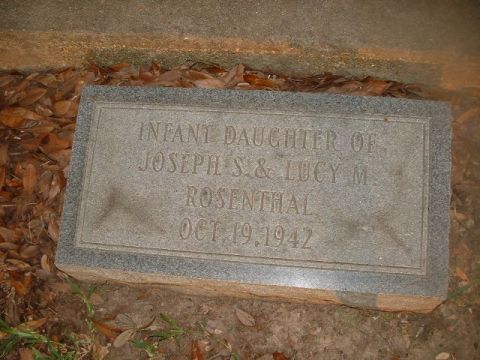 INFANT DAUGHTER OF
JOSEPH S. & LUCY M.
ROSENTHAL
OCT. 19, 1942